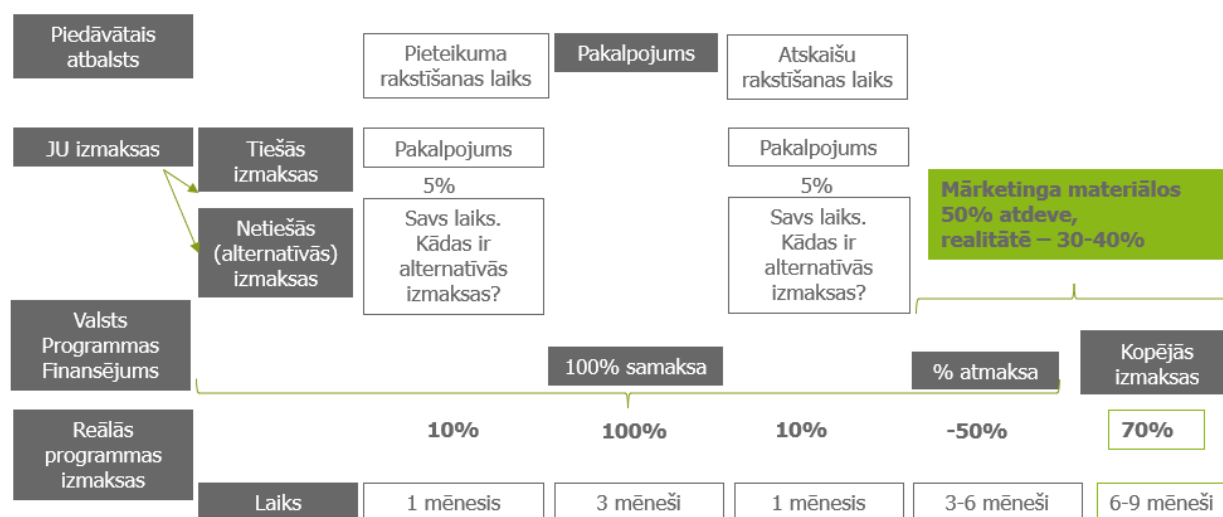 Piedāvātais
atbalsts
Pieteikuma
rakstīšanas laiks
Pakalpojums
Atskaišu
rakstīšanas laiks
JU izmaksas
Tiešās
izmaksas
Pakalpojums
5%
Pakalpojums
5%
Netiešās
(alternatīvās)
izmaksas
Savs laiks.
Kādas ir
alternatīvās
izmaksas?
Savs laiks.
Kādas ir
alternatīvās
izmaksas?
Mārketinga materiālos
50% atdeve,
realitātē – 30-40%
Valsts
Programmas
Finansējums
100% samaksa
% atmaksa
Kopējās
izmaksas
Reālās
programmas
izmaksas
10%
100%
10%
-50%
70%
Laiks
1 mēnesis
3 mēneši
1 mēnesis
3-6 mēneši
6-9 mēneši